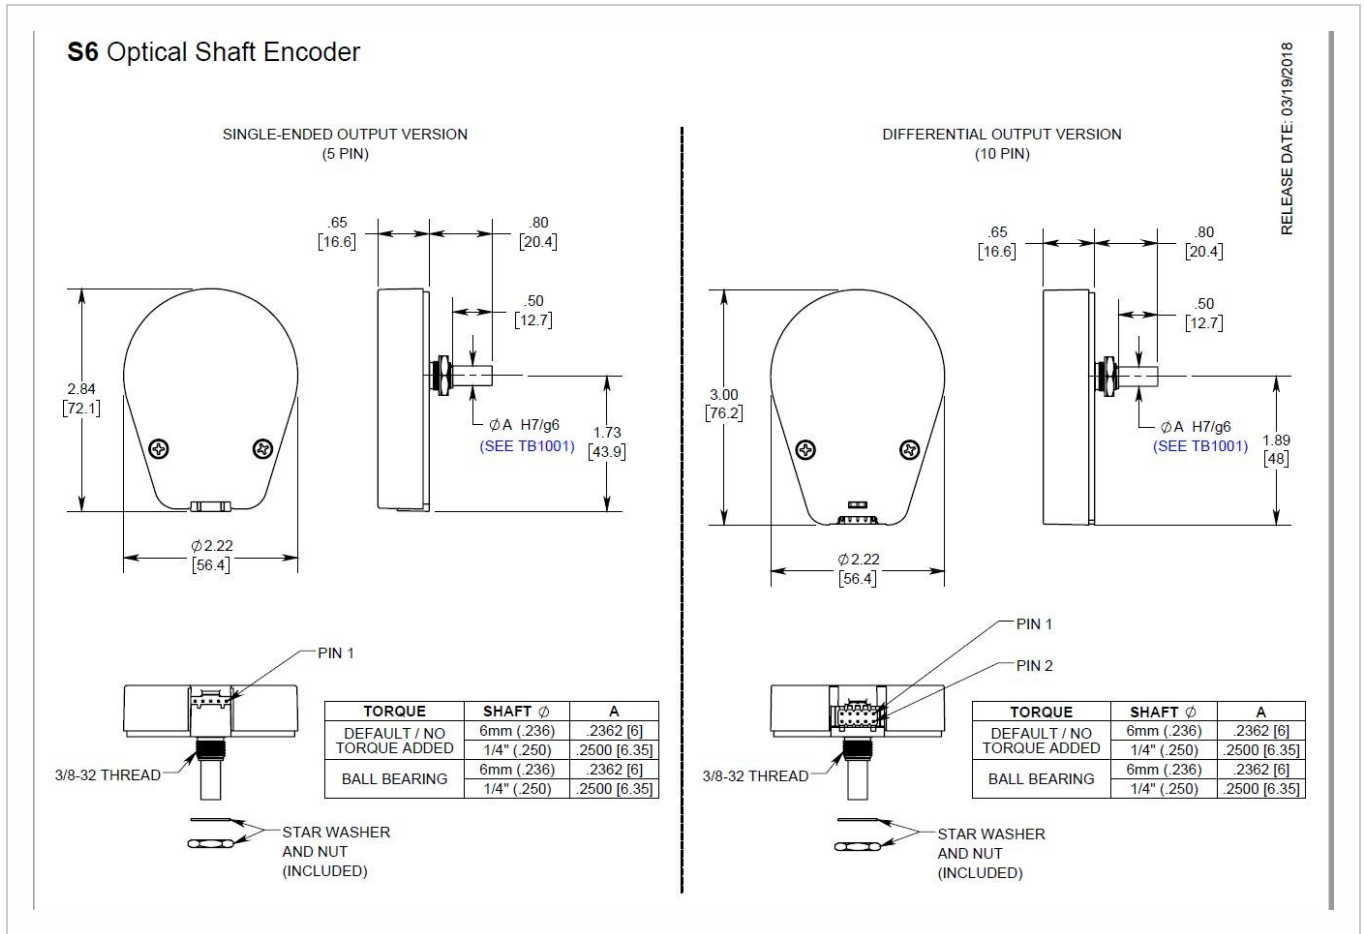 S6 Optical Shaft Encoder
RELEASE DATE: 03/19/2018
SINGLE-ENDED OUTPUT VERSION
(5 PIN)
.65
[16.6]
.80
[20.4]
.50
[12.7]
2.84
[72.1]
∅A H7/g6
(SEE TB1001)
1.73
[43.9]
∅2.22
[56.4]
PIN 1
3/8-32 THREAD
STAR WASHER
AND NUT
(INCLUDED)
TORQUE SHAFT ∅ A
DEFAULT / NO TORQUE ADDED 6mm (.236) .2362 [6]
1/4" (.250) .2500 [6.35]
BALL BEARING 6mm (.236) .2362 [6]
1/4" (.250) .2500 [6.35]
DIFFERENTIAL OUTPUT VERSION
(10 PIN)
.65
[16.6]
.80
[20.4]
.50
[12.7]
3.00
[76.2]
∅A H7/g6
(SEE TB1001)
1.89
[48]
∅2.22
[56.4]
PIN 1
PIN 2
3/8-32 THREAD
STAR WASHER
AND NUT
(INCLUDED)
TORQUE SHAFT ∅ A
DEFAULT / NO TORQUE ADDED 6mm (.236) .2362 [6]
1/4" (.250) .2500 [6.35]
BALL BEARING 6mm (.236) .2362 [6]
1/4" (.250) .2500 [6.35]